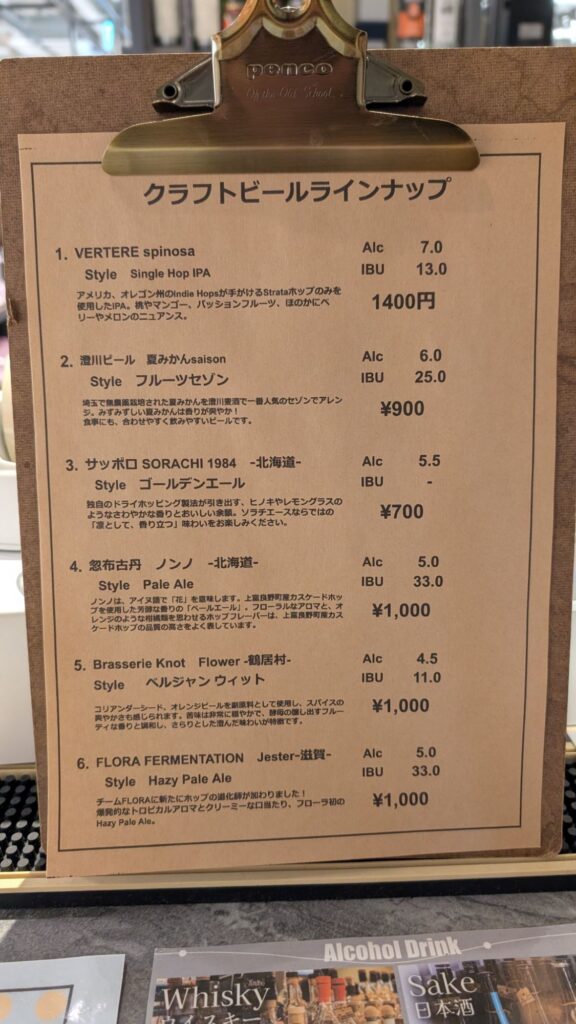 penco
On the Old School.
クラフトビールラインナップ
1. VERTERE spinosa
Alc 7.0
Style Single Hop IPA
IBU 13.0
アメリカ、オレゴン州のIndie Hopsが手がけるStrataホップのみを
使用したIPA。桃やマンゴー、パッションフルーツ、ほのかにベ
リーやメロンのニュアンス。
1400円
2. 澄川ビール 夏みかんsaison
Alc 6.0
Style フルーツセゾン
IBU 25.0
埼玉で無農薬栽培された夏みかんを澄川麦酒で一番人気のセゾンでアレン
ジ。みずみずしい夏みかんは香りが爽やか！
食事にも、合わせやすく飲みやすいビールです。
¥900
3. サッポロ SORACHI 1984 -北海道-
Alc 5.5
Style ゴールデンエール
IBU -
独自のドライホッピング製法が引き出す、ヒノキやレモングラスの
ようなさわやかな香りとおいしい余韻。ソラチエースならではの
「凛として、香り立つ」味わいをお楽しみください。
¥700
4. 忽布古丹 ノンノ -北海道-
Alc 5.0
Style Pale Ale
IBU 33.0
ノンノは、アイヌ語で「花」を意味します。上富良野町産カスケードホッ
プを使用した芳醇な香りの「ペールエール」。フローラルなアロマと、オ
レンジのような柑橘類を思わせるホップフレーバーは、上富良野町産カス
ケードホップの品質の高さをよく表しています。
¥1,000
5. Brasserie Knot Flower -鶴居村-
Alc 4.5
Style ベルジャン ウィット
IBU 11.0
コリアンダーシード、オレンジピールを副原料として使用し、スパイスの
爽やかさも感じられます。苦味は非常に穏やかで、酵母の醸し出すフルー
ティな香りと調和し、さらりとした澄んだ味わいが特徴です。
¥1,000
6. FLORA FERMENTATION Jester-滋賀-
Alc 5.0
Style Hazy Pale Ale
IBU 33.0
チームFLORAに新たにホップの道化師が加わりました！
爆発的なトロピカルアロマとクリーミーな口当たり、フローラ初の
Hazy Pale Ale。
¥1,000
Alcohol Drink
Whisky
ウイスキー
Sake
日本酒